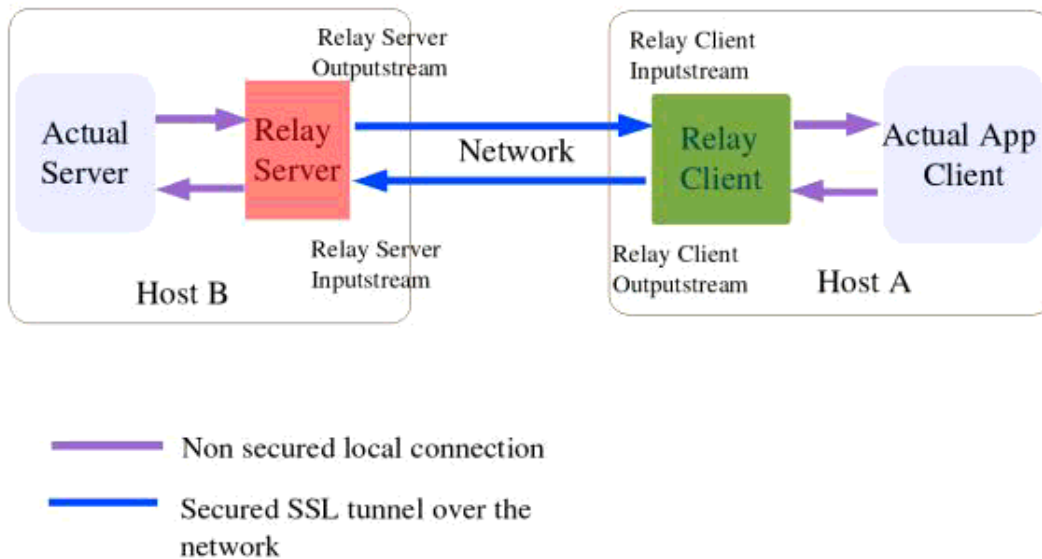 Relay Server
Outputstream
Relay Client
Inputstream
Actual
Server
Relay
Server
Network
Relay
Client
Actual App
Client
Relay Server
Inputstream
Relay Client
Outputstream
Host B
Host A
Non secured local connection
Secured SSL tunnel over the
network